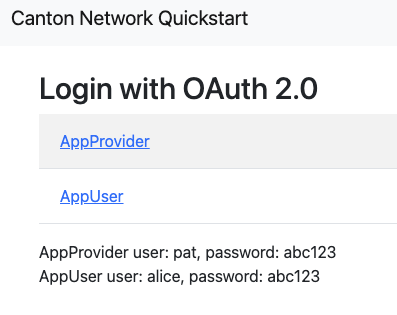 Canton Network Quickstart
Login with OAuth 2.0
AppProvider
AppUser
AppProvider user: pat, password: abc123
AppUser user: alice, password: abc123